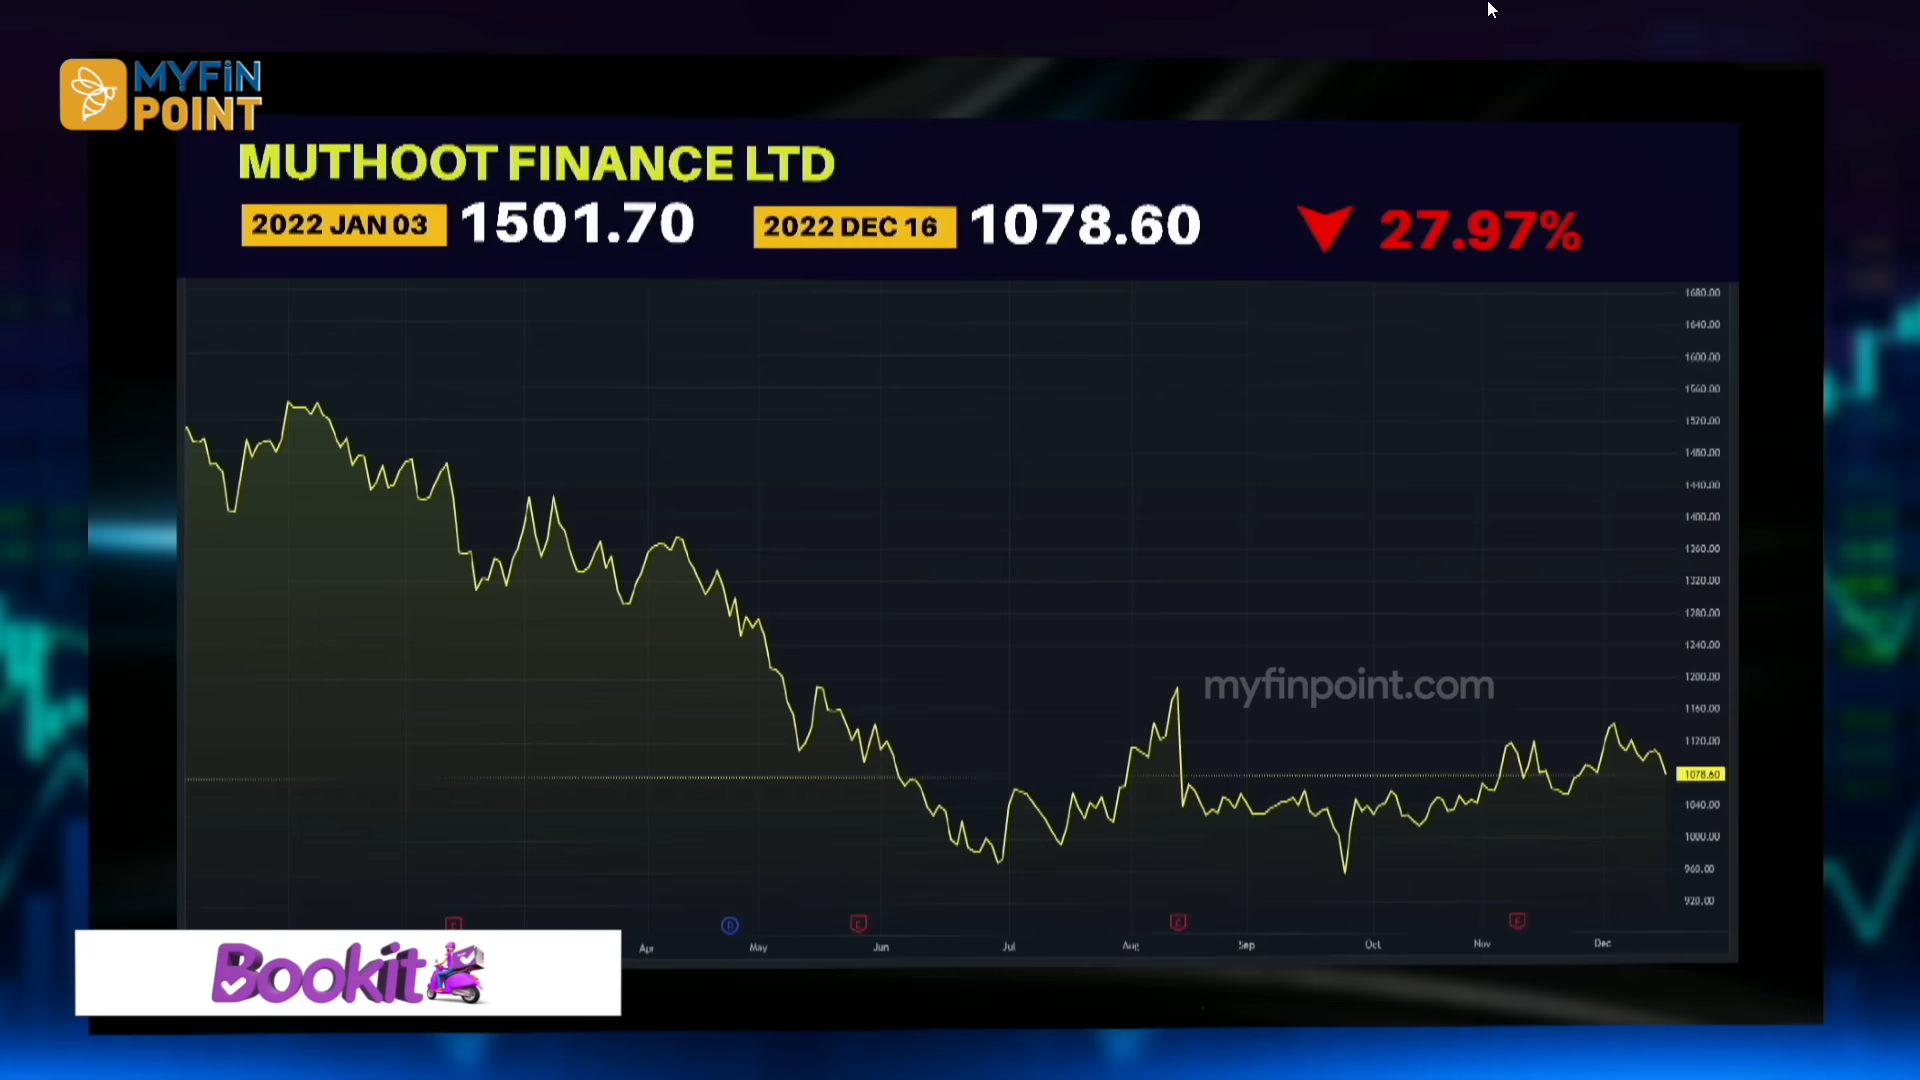 MYFIN
POINT
MUTHOOT FINANCE LTD
2022 JAN 03 1501.70 2022 DEC 16 1078.60 27.97%
1680.00
1640.00
1600.00
1560.00
1520.00
1480.00
1440.00
1400.00
1360.00
1320.00
1280.00
1240.00
1200.00
myfinpoint.com
1160.00
1120.00
1078.60
1040.00
1000.00
960.00
920.00
E D E E E
Apr May Jun Jul Aug Sep Oct Nov Dec
Bookit